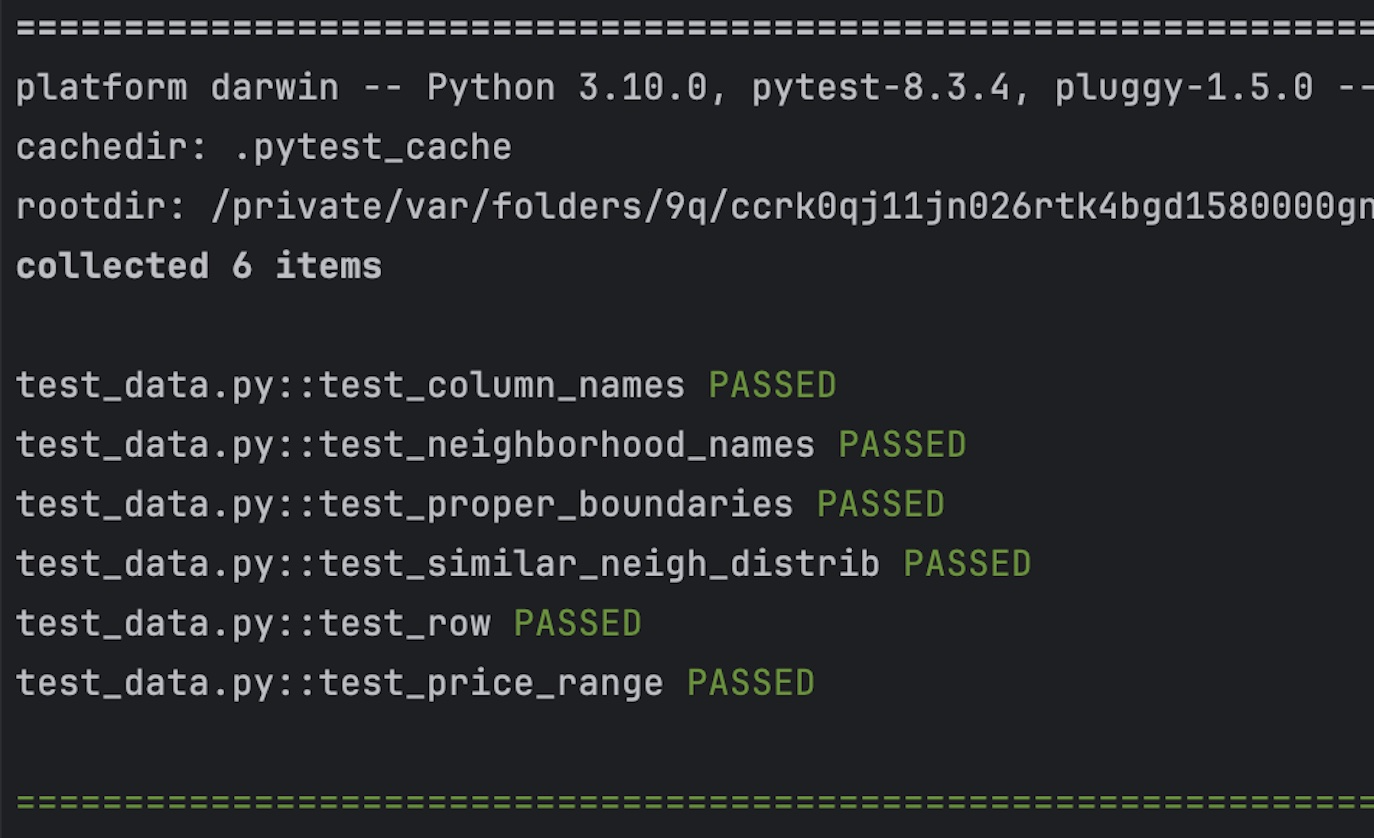 ================================================================
platform darwin -- Python 3.10.0, pytest-8.3.4, pluggy-1.5.0 --
cachedir: .pytest_cache
rootdir: /private/var/folders/9q/ccrk0qj11jn026rtk4bgd1580000gn
collected 6 items
test_data.py::test_column_names PASSED
test_data.py::test_neighborhood_names PASSED
test_data.py::test_proper_boundaries PASSED
test_data.py::test_similar_neigh_distrib PASSED
test_data.py::test_row PASSED
test_data.py::test_price_range PASSED
================================================================